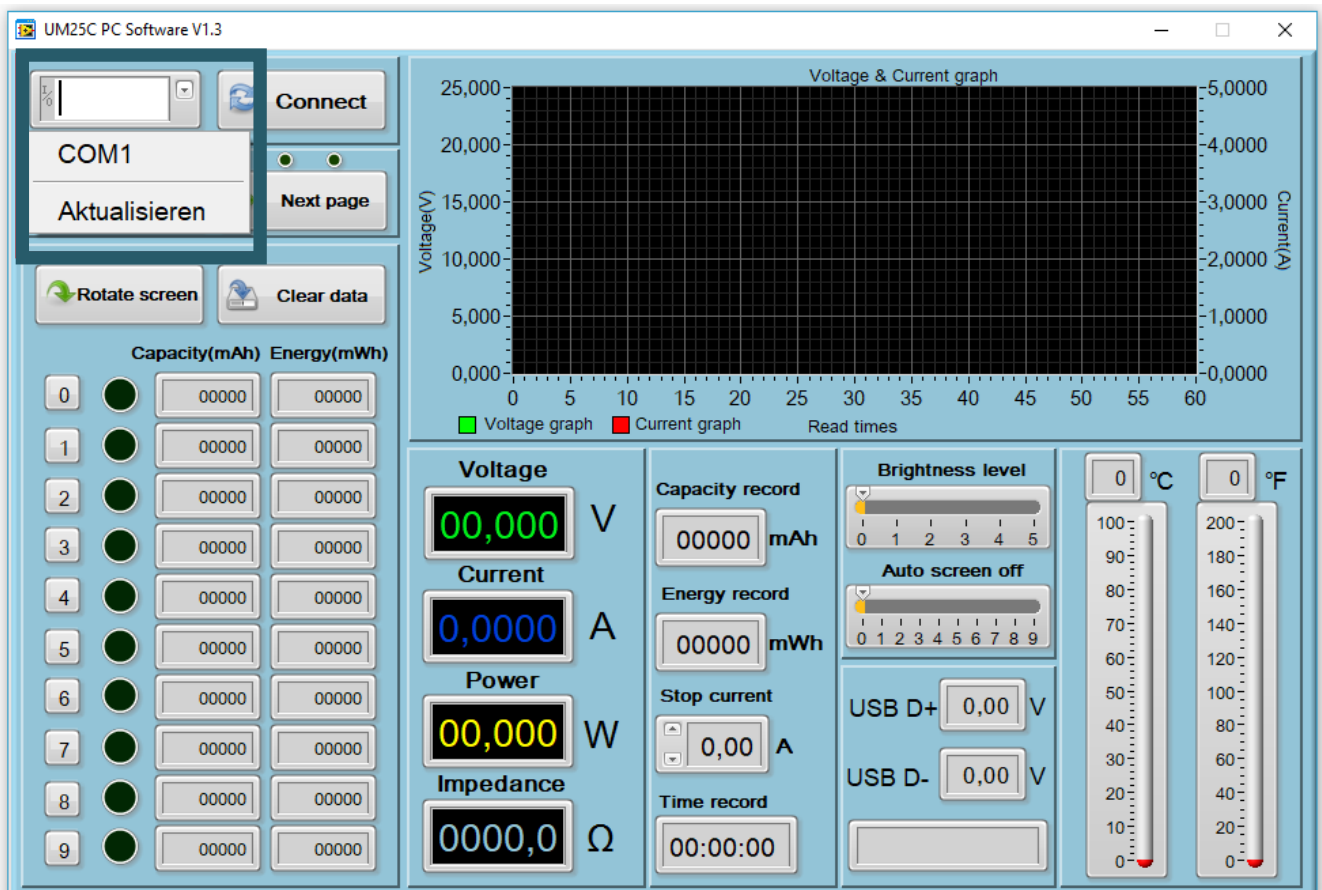 UM25C PC Software V1.3
I/O
Connect
COM1
Aktualisieren
Next page
Rotate screen
Clear data
Capacity(mAh) Energy(mWh)
0 00000 00000
1 00000 00000
2 00000 00000
3 00000 00000
4 00000 00000
5 00000 00000
6 00000 00000
7 00000 00000
8 00000 00000
9 00000 00000
Voltage & Current graph
25,000 5,0000
20,000 4,0000
15,000 3,0000
10,000 2,0000
5,000 1,0000
0,000 0,0000
Voltage(V)
Current(A)
0 5 10 15 20 25 30 35 40 45 50 55 60
Voltage graph Current graph Read times
Voltage
00,000 V
Current
0,0000 A
Power
00,000 W
Impedance
0000,0 Ω
Capacity record
00000 mAh
Energy record
00000 mWh
Stop current
0,00 A
Time record
00:00:00
Brightness level
0 1 2 3 4 5
Auto screen off
0 1 2 3 4 5 6 7 8 9
USB D+ 0,00 V
USB D- 0,00 V
0 °C
100
90
80
70
60
50
40
30
20
10
0
0 °F
200
180
160
140
120
100
80
60
40
20
0